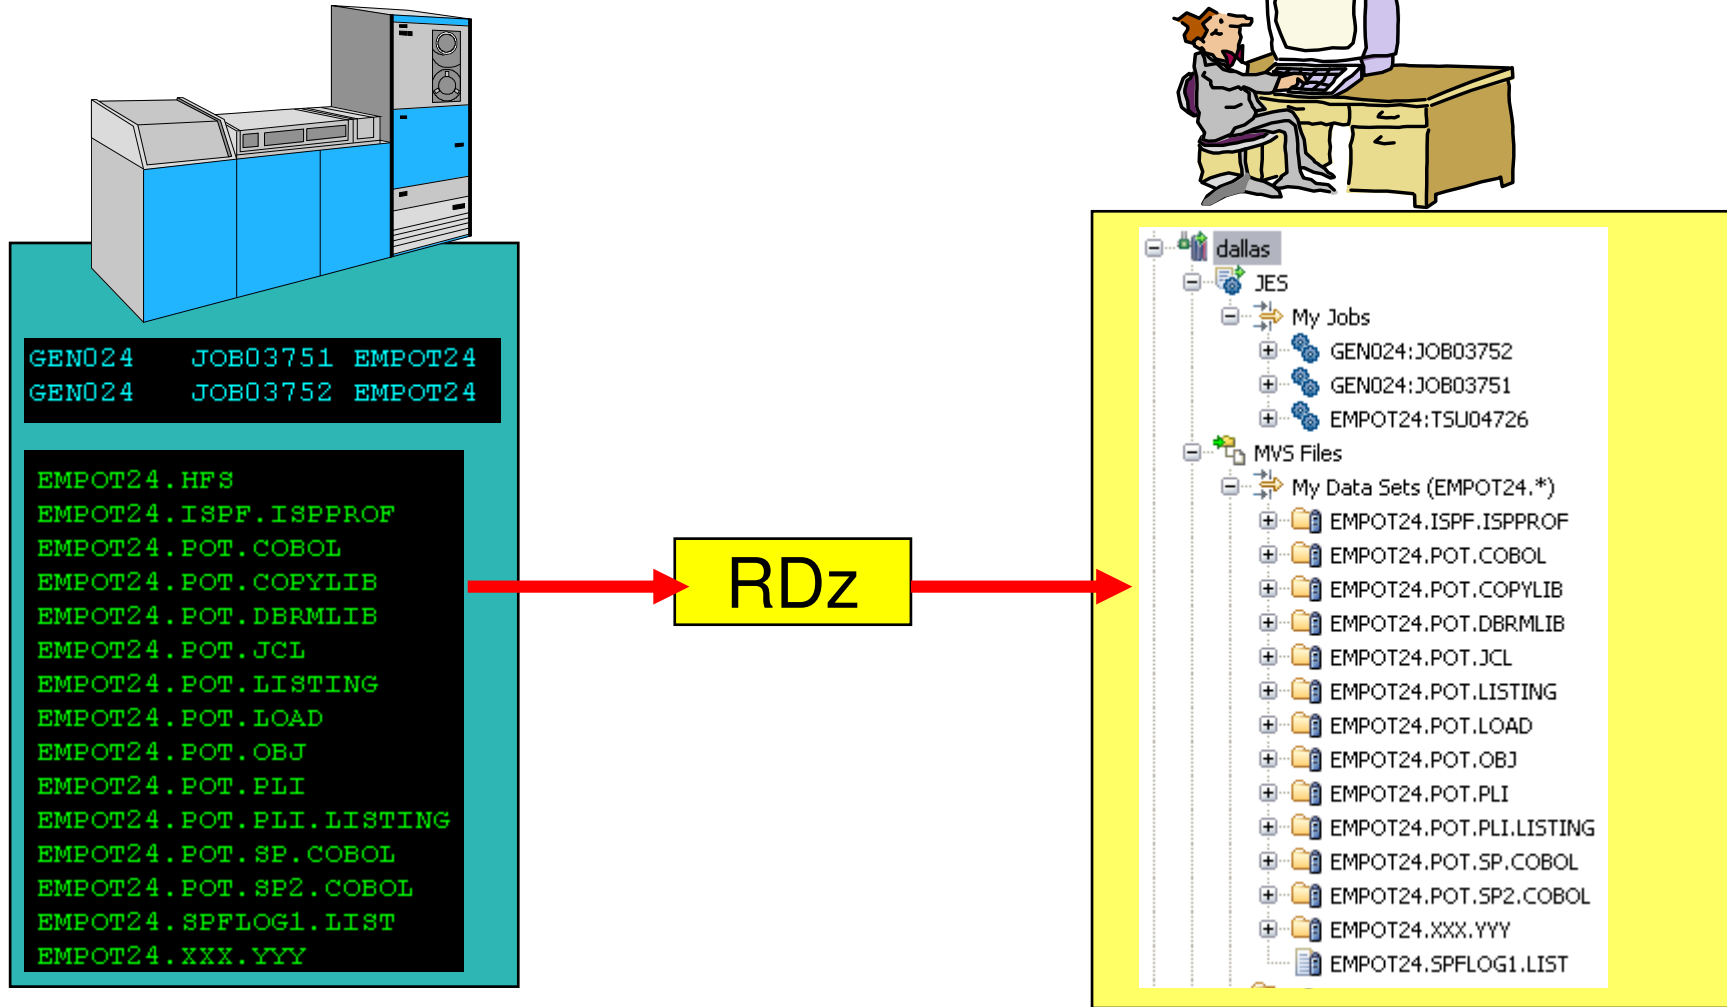 GEN024 JOB03751 EMPOT24
GEN024 JOB03752 EMPOT24
EMPOT24.HFS
EMPOT24.ISPF.ISPPROF
EMPOT24.POT.COBOL
EMPOT24.POT.COPYLIB
EMPOT24.POT.DBRMLIB
EMPOT24.POT.JCL
EMPOT24.POT.LISTING
EMPOT24.POT.LOAD
EMPOT24.POT.OBJ
EMPOT24.POT.PLI
EMPOT24.POT.PLI.LISTING
EMPOT24.POT.SP.COBOL
EMPOT24.POT.SP2.COBOL
EMPOT24.SPFLOG1.LIST
EMPOT24.XXX.YYY
RDz
dallas
JES
My Jobs
GEN024:JOB03752
GEN024:JOB03751
EMPOT24:TSU04726
MVS Files
My Data Sets (EMPOT24.*)
EMPOT24.ISPF.ISPPROF
EMPOT24.POT.COBOL
EMPOT24.POT.COPYLIB
EMPOT24.POT.DBRMLIB
EMPOT24.POT.JCL
EMPOT24.POT.LISTING
EMPOT24.POT.LOAD
EMPOT24.POT.OBJ
EMPOT24.POT.PLI
EMPOT24.POT.PLI.LISTING
EMPOT24.POT.SP.COBOL
EMPOT24.POT.SP2.COBOL
EMPOT24.XXX.YYY
EMPOT24.SPFLOG1.LIST